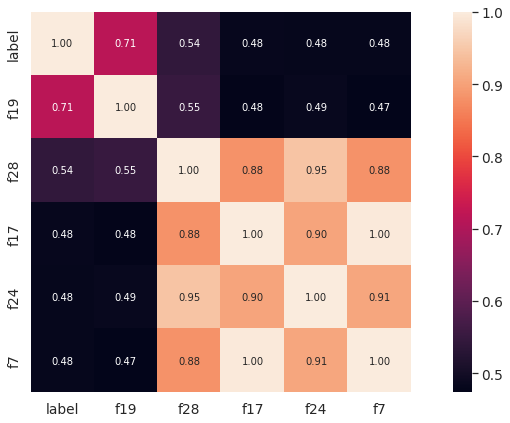 label 1.00 0.71 0.54 0.48 0.48 0.48
f19 0.71 1.00 0.55 0.48 0.49 0.47
f28 0.54 0.55 1.00 0.88 0.95 0.88
f17 0.48 0.48 0.88 1.00 0.90 1.00
f24 0.48 0.49 0.95 0.90 1.00 0.91
f7 0.48 0.47 0.88 1.00 0.91 1.00
label f19 f28 f17 f24 f7
1.0
0.9
0.8
0.7
0.6
0.5